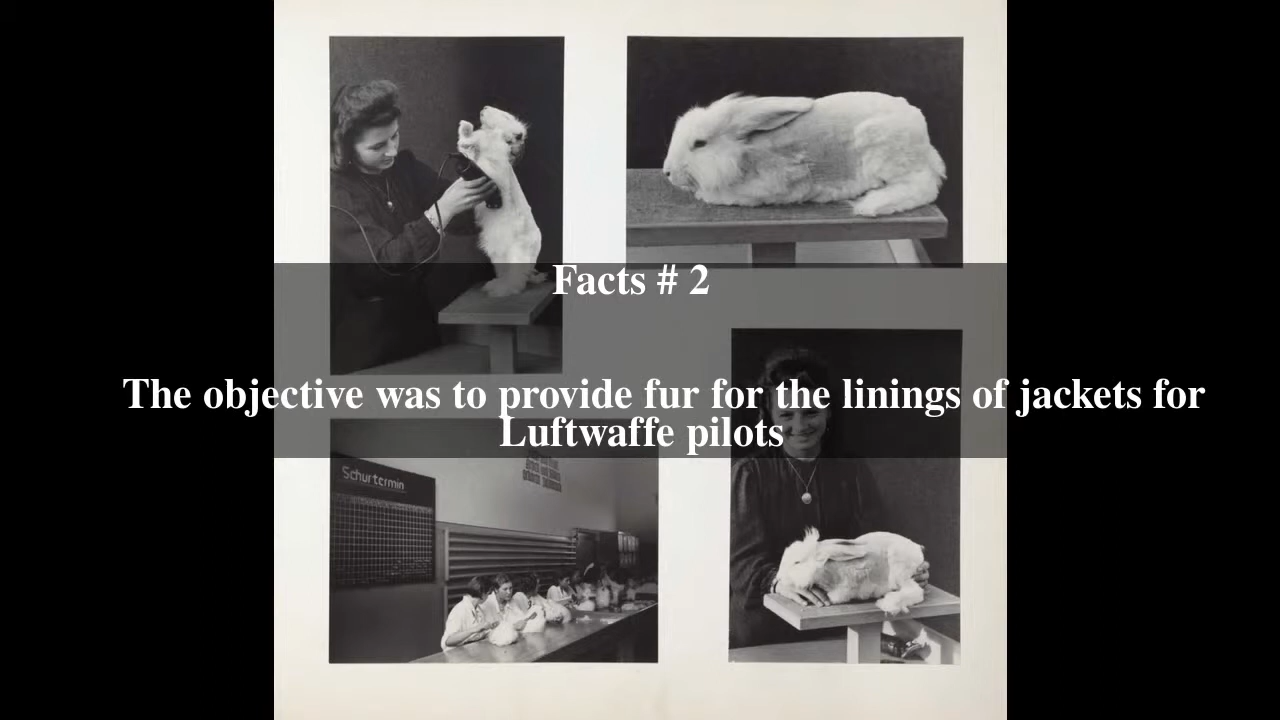 Facts # 2
The objective was to provide fur for the linings of jackets for
Luftwaffe pilots
Schurtermin